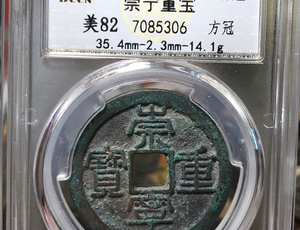 崇宁重宝
美82 7085306 方冠
35.4mm-2.3mm-14.1g
崇
寶 重
寧